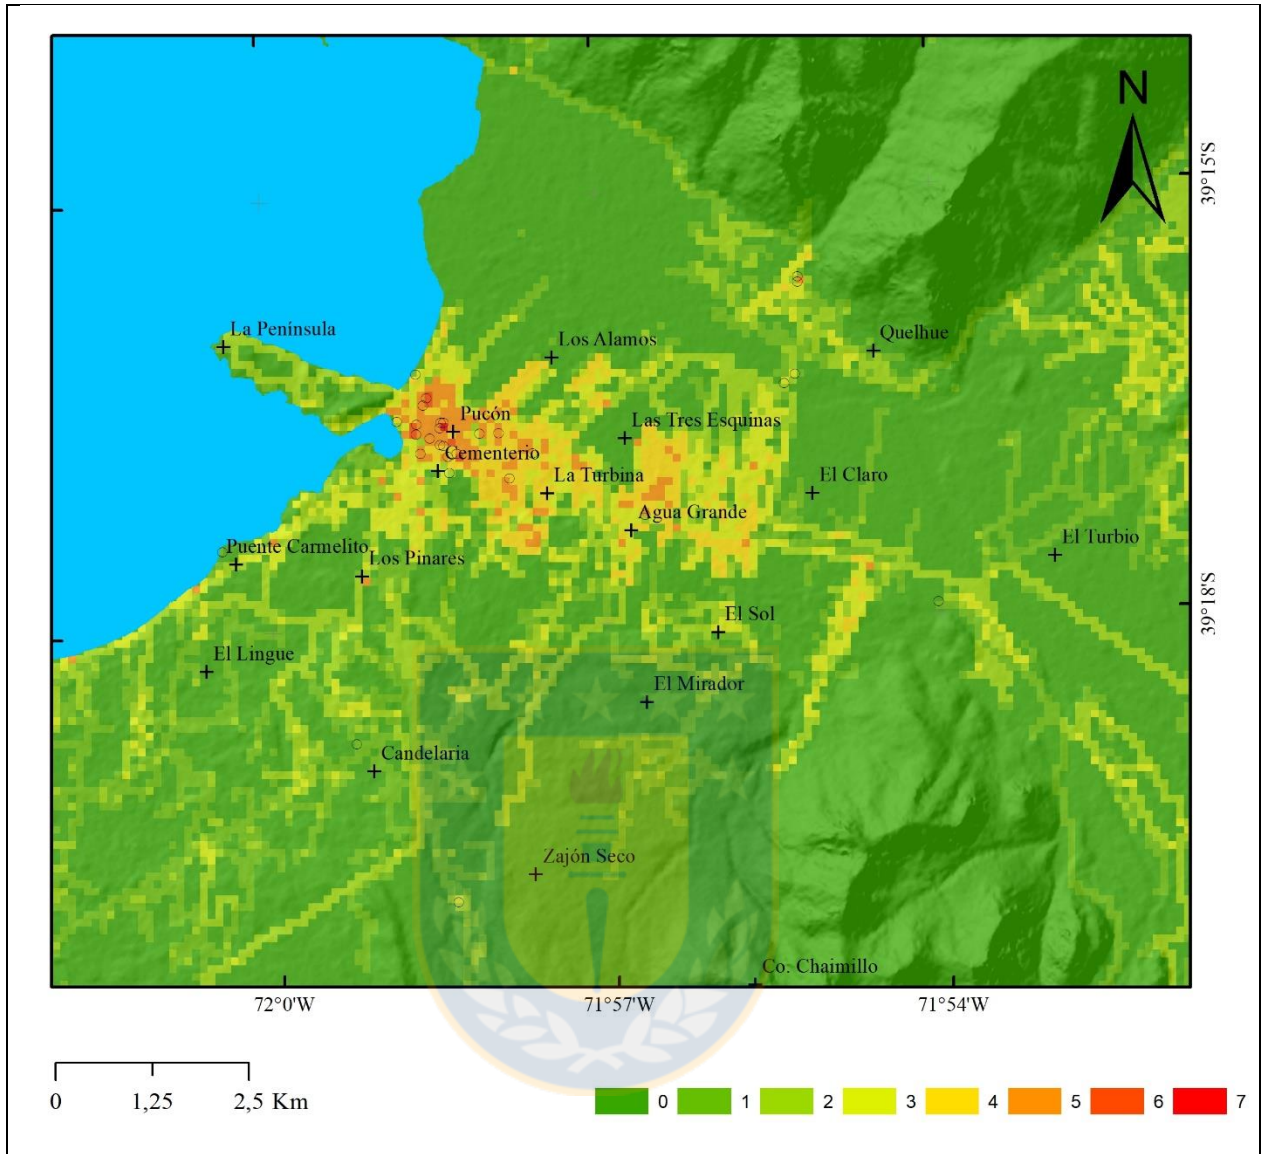 N
39°15'S
La Península
Quelhue
Los Alamos
Pucón
Las Tres Esquinas
Cementerio
La Turbina
El Claro
Agua Grande
El Turbio
Puente Carmelito
Los Pinares
39°18'S
El Sol
El Lingue
El Mirador
Candelaria
Zajón Seco
Co. Chaimillo
72°0'W
71°57'W
71°54'W
0 1,25 2,5 Km
0 1 2 3 4 5 6 7